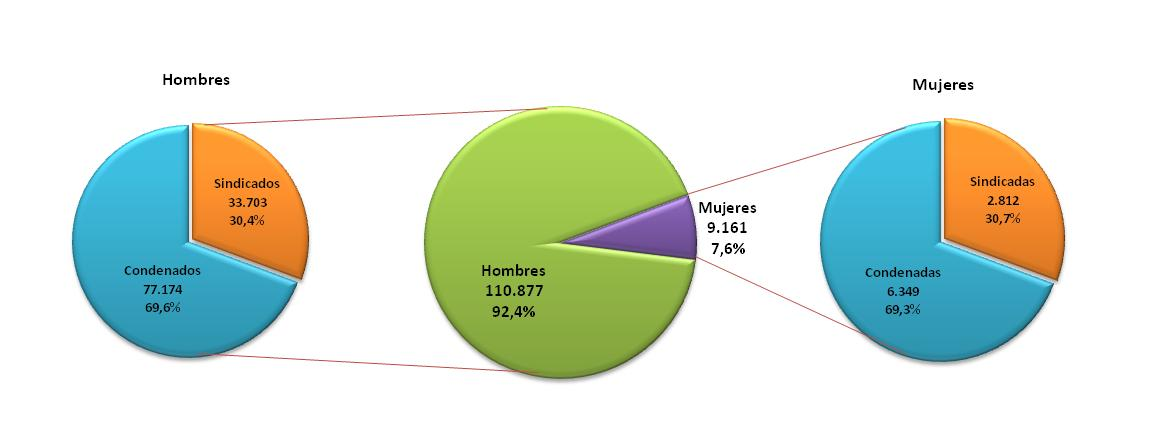 Hombres
Sindicados
33.703
30,4%
Condenados
77.174
69,6%
Hombres
110.877
92,4%
Mujeres
9.161
7,6%
Mujeres
Sindicadas
2.812
30,7%
Condenadas
6.349
69,3%